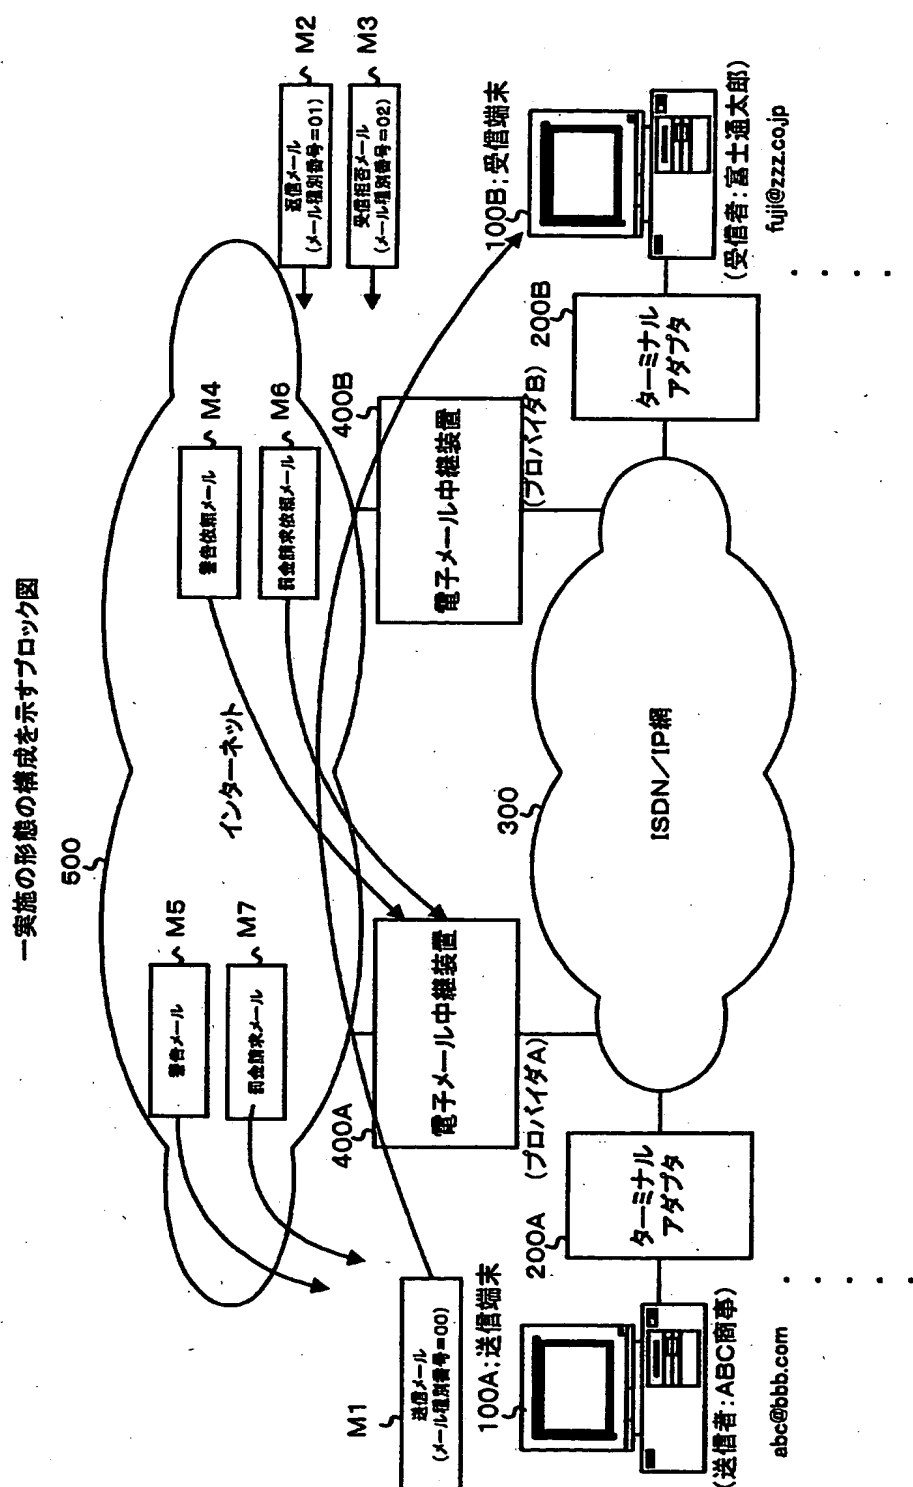 一実施の形態の構成を示すブロック図
500
インターネット
M5
警告メール
M7
罰金請求メール
M4
警告依頼メール
M6
罰金請求依頼メール
M2
返信メール
(メール種別番号=01)
M3
受信拒否メール
(メール種別番号=02)
M1
送信メール
(メール種別番号=00)
400A
電子メール中継装置
(プロバイダA)
400B
電子メール中継装置
(プロバイダB)
100A;送信端末
(送信者:ABC商事)
abc@bbb.com
200A
ターミナル
アダプタ
300
ISDN/IP網
200B
ターミナル
アダプタ
100B;受信端末
(受信者:富士通太郎)
fuji@zzz.co.jp